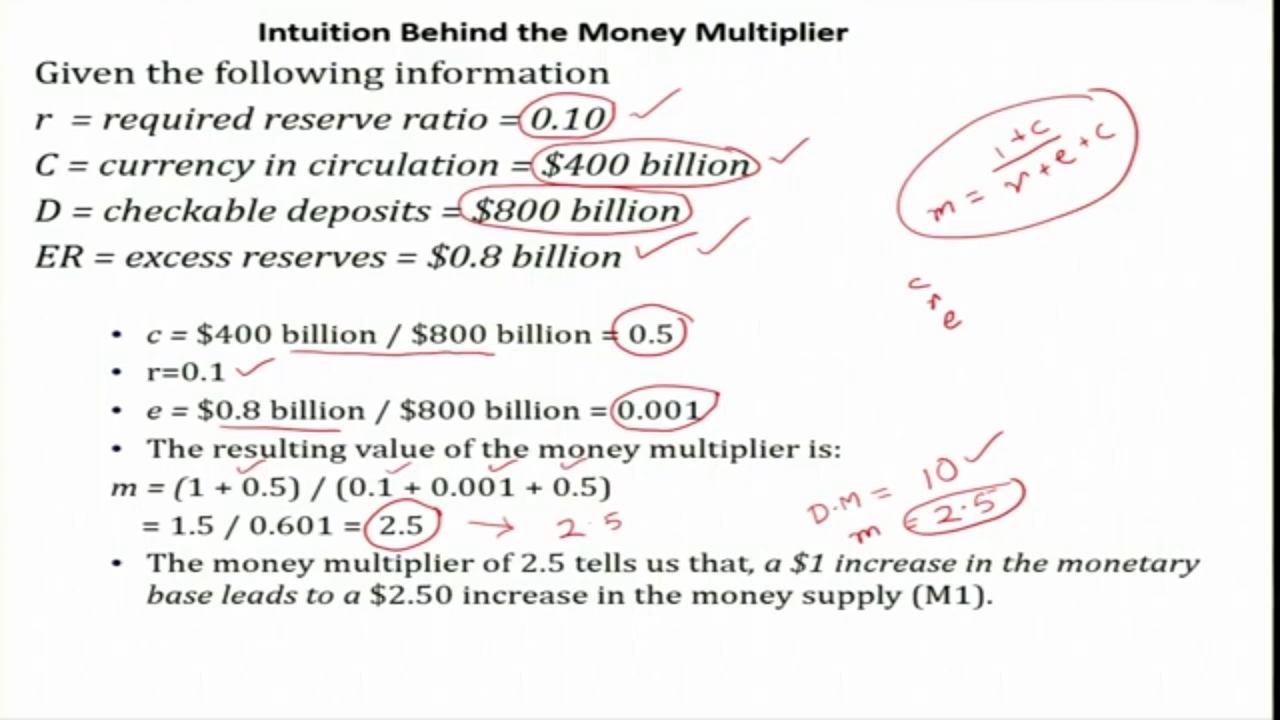 Intuition Behind the Money Multiplier
Given the following information
r = required reserve ratio = 0.10
C = currency in circulation = $400 billion
D = checkable deposits = $800 billion
ER = excess reserves = $0.8 billion
m = 1+c / r+e+c
c
r
e
• c = $400 billion / $800 billion = 0.5
• r=0.1
• e = $0.8 billion / $800 billion = 0.001
• The resulting value of the money multiplier is:
m = (1 + 0.5) / (0.1 + 0.001 + 0.5)
= 1.5 / 0.601 = 2.5 → 2.5
D.M = 10
m = 2.5
• The money multiplier of 2.5 tells us that, a $1 increase in the monetary
base leads to a $2.50 increase in the money supply (M1).